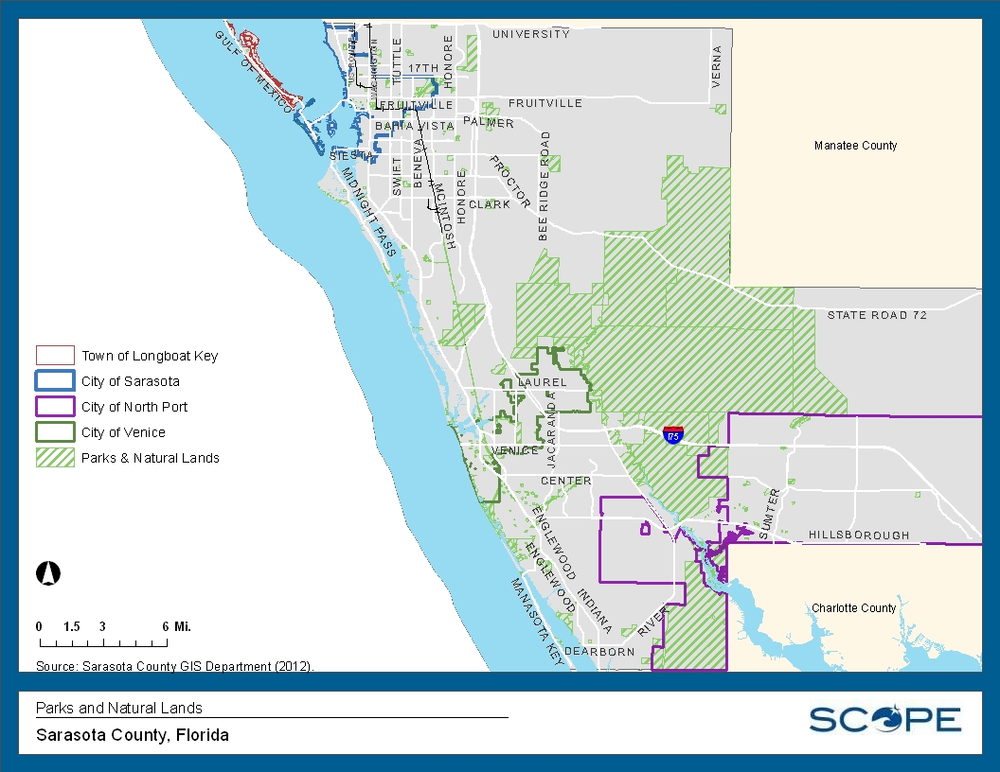 UNIVERSITY
VERNA
HONORE
TUTTLE
WASHINGTON
17TH
GULF OF MEXICO
FRUITVILLE
FRUITVILLE
BAHIA VISTA
PALMER
Manatee County
SIESTA
SWIFT
BENEVA
PROCTOR
BEE RIDGE ROAD
MIDNIGHT PASS
MCINTOSH
HONORE
CLARK
STATE ROAD 72
Town of Longboat Key
City of Sarasota
City of North Port
City of Venice
Parks & Natural Lands
LAUREL
JACARANDA
I75
VENICE
CENTER
SUMTER
HILLSBOROUGH
ENGLEWOOD
ENGLEWOOD
INDIANA
MANASOTA KEY
RIVER
DEARBORN
Charlotte County
0 1.5 3 6 Mi.
Source: Sarasota County GIS Department (2012).
Parks and Natural Lands
Sarasota County, Florida
SCOPE